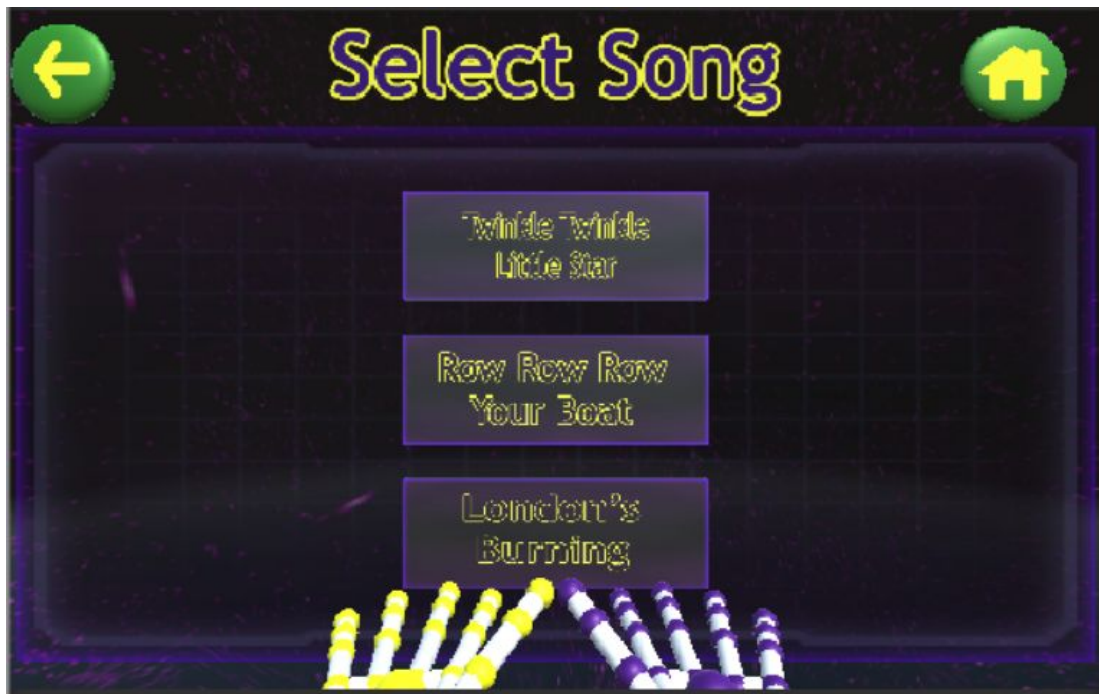 Select Song
Twinkle Twinkle
Little Star
Row Row Row
Your Boat
London's
Burning